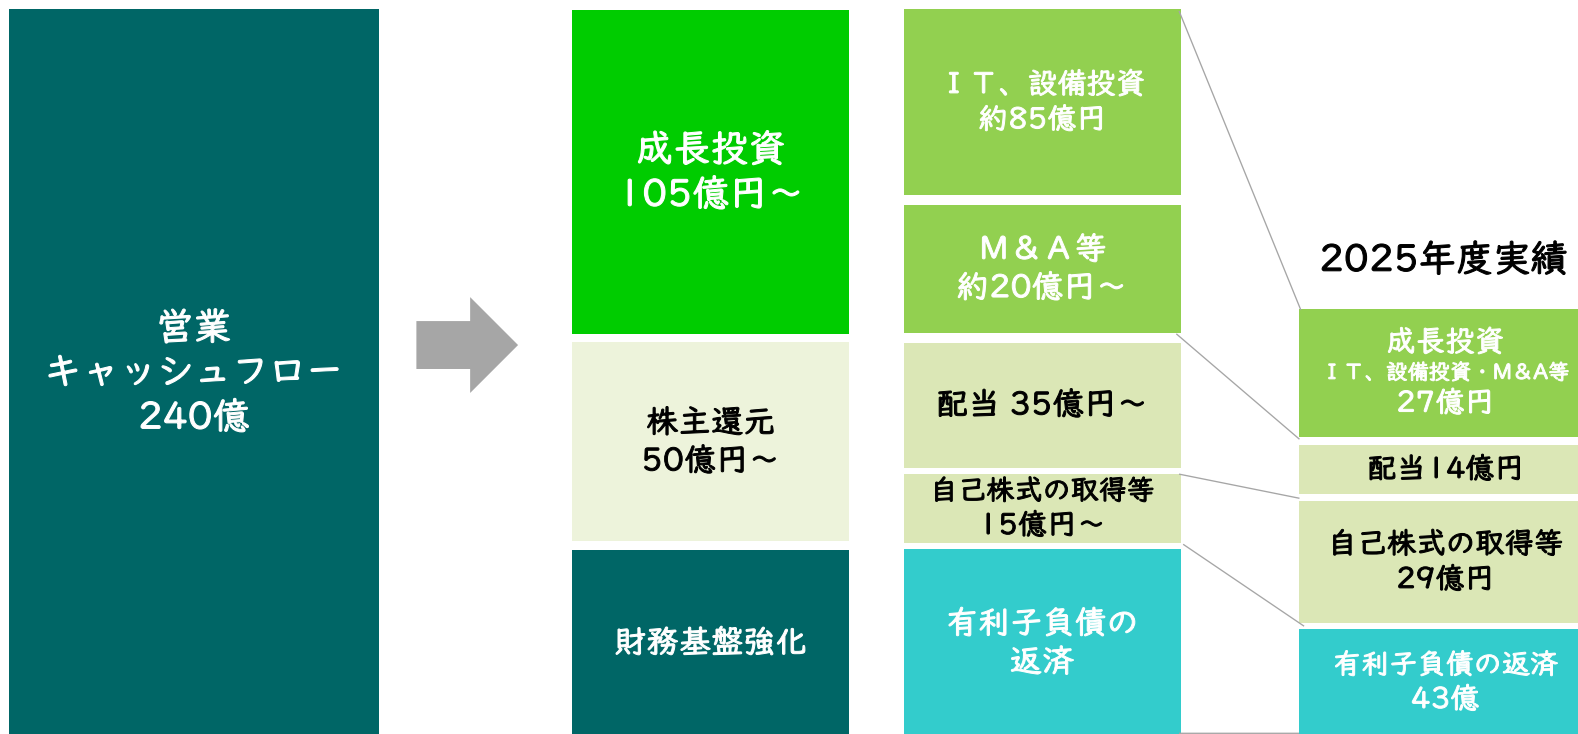 営業
キャッシュフロー
240億
成長投資
105億円～
株主還元
50億円～
財務基盤強化
ＩＴ、設備投資
約85億円
Ｍ＆Ａ等
約20億円～
配当 35億円～
自己株式の取得等
15億円～
有利子負債の
返済
2025年度実績
成長投資
ＩＴ、設備投資・M＆A等
27億円
配当14億円
自己株式の取得等
29億円
有利子負債の返済
43億